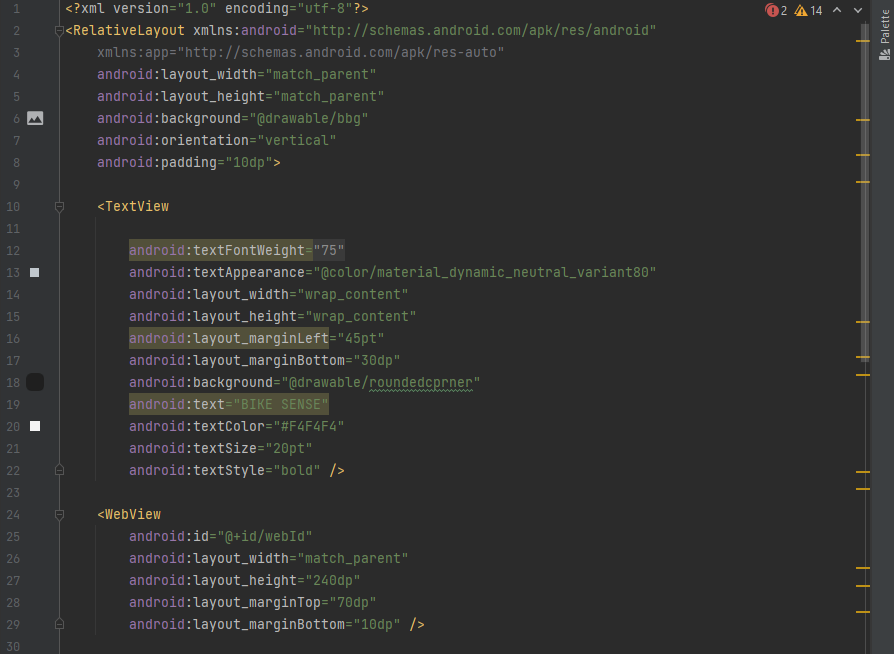 1 <?xml version="1.0" encoding="utf-8"?>
2 <RelativeLayout xmlns:android="http://schemas.android.com/apk/res/android"
3 xmlns:app="http://schemas.android.com/apk/res-auto"
4 android:layout_width="match_parent"
5 android:layout_height="match_parent"
6 android:background="@drawable/bbg"
7 android:orientation="vertical"
8 android:padding="10dp">
9
10 <TextView
11
12 android:textFontWeight="75"
13 android:textAppearance="@color/material_dynamic_neutral_variant80"
14 android:layout_width="wrap_content"
15 android:layout_height="wrap_content"
16 android:layout_marginLeft="45pt"
17 android:layout_marginBottom="30dp"
18 android:background="@drawable/roundedcprner"
19 android:text="BIKE SENSE"
20 android:textColor="#F4F4F4"
21 android:textSize="20pt"
22 android:textStyle="bold" />
23
24 <WebView
25 android:id="@+id/webId"
26 android:layout_width="match_parent"
27 android:layout_height="240dp"
28 android:layout_marginTop="70dp"
29 android:layout_marginBottom="10dp" />
30
2 14
Palette